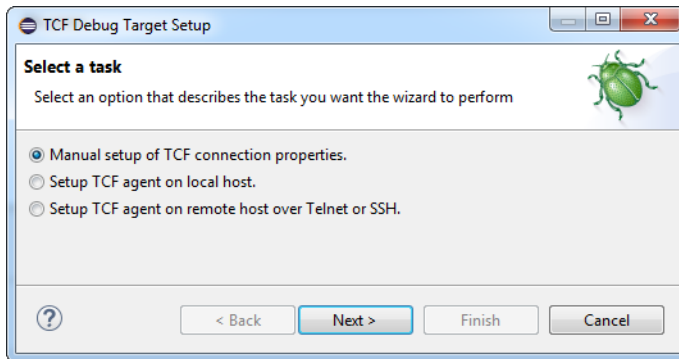 TCF Debug Target Setup
Select a task
Select an option that describes the task you want the wizard to perform
Manual setup of TCF connection properties.
Setup TCF agent on local host.
Setup TCF agent on remote host over Telnet or SSH.
? < Back Next > Finish Cancel